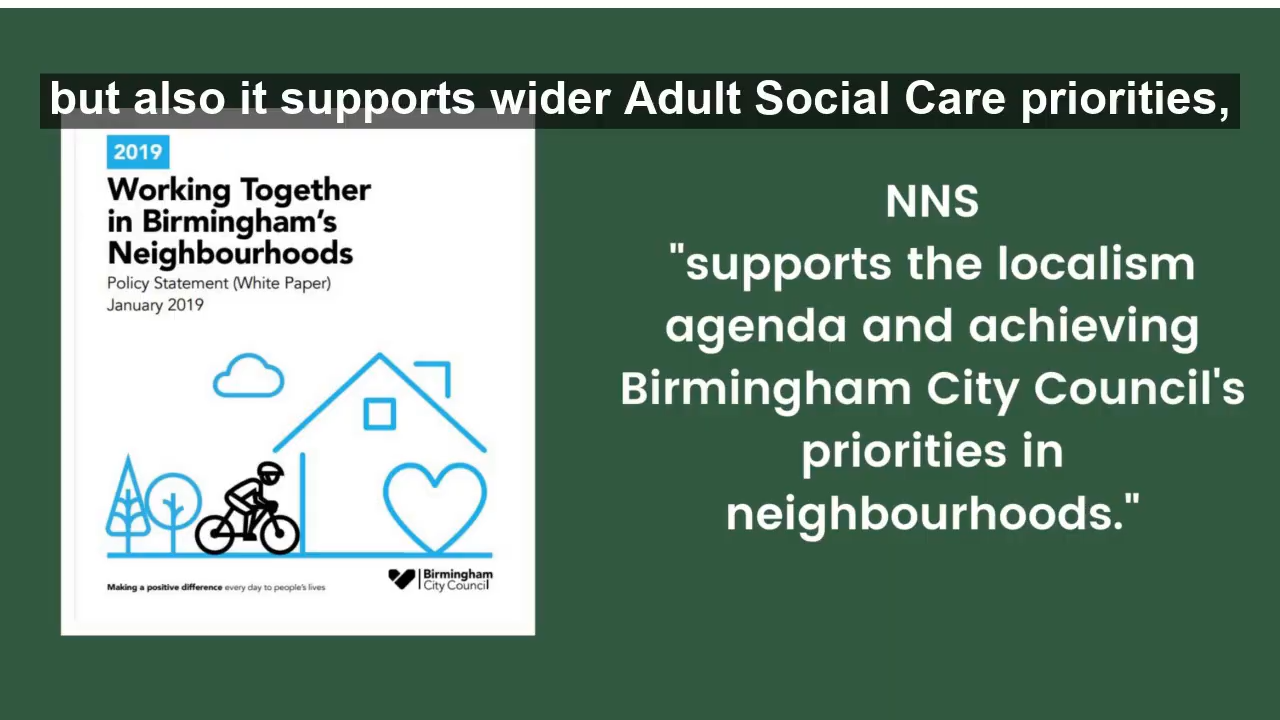 but also it supports wider Adult Social Care priorities,
2019
Working Together
in Birmingham's
Neighbourhoods
Policy Statement (White Paper)
January 2019
Making a positive difference every day to people's lives
Birmingham
City Council
NNS
"supports the localism
agenda and achieving
Birmingham City Council's
priorities in
neighbourhoods."